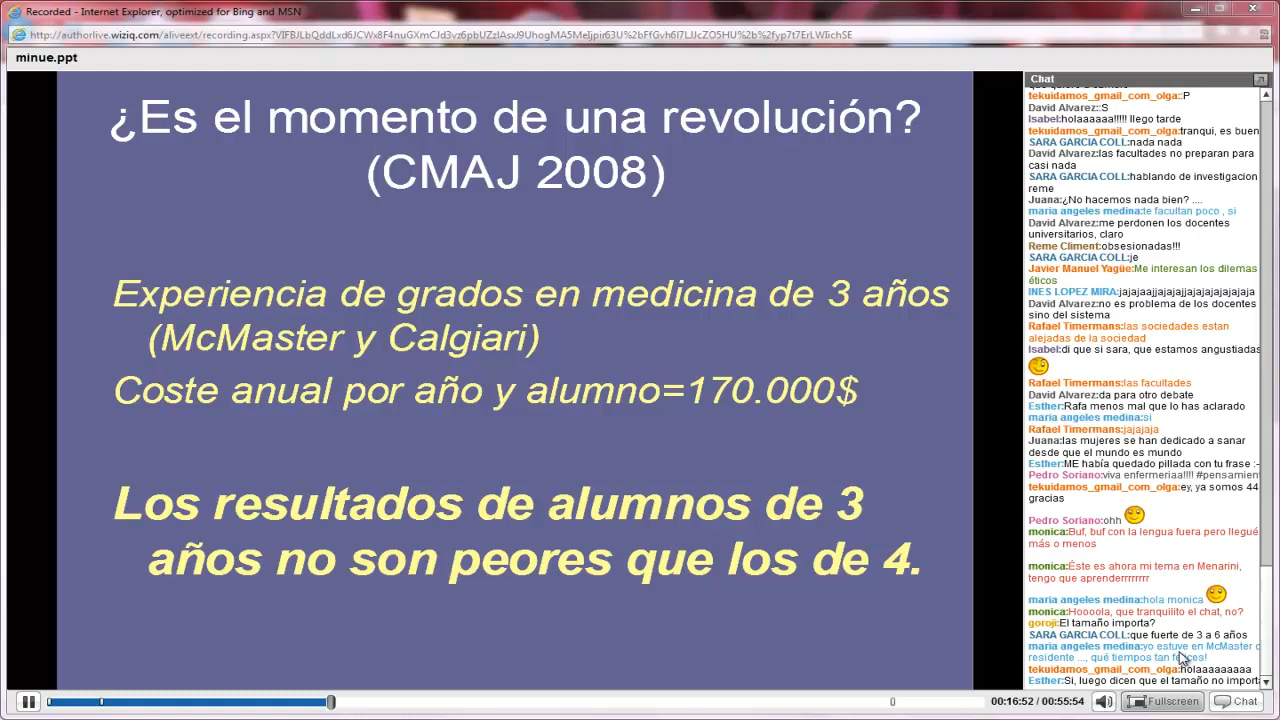 Recorded - Internet Explorer, optimized for Bing and MSN
minue.ppt
¿Es el momento de una revolución?
(CMAJ 2008)
Experiencia de grados en medicina de 3 años
(McMaster y Calgiari)
Coste anual por año y alumno=170.000$
Los resultados de alumnos de 3
años no son peores que los de 4.
Chat
tekuidamos_gmail_com_olga::P
David Alvarez::S
Isabel:holaaaaaa!!!!! llego tarde
tekuidamos_gmail_com_olga:tranqui, es buen
SARA GARCIA COLL:nada nada
David Alvarez:las facultades no preparan para
casi nada
SARA GARCIA COLL:hablando de investigacion
reme
Juana:¿No hacemos nada bien? ....
maria angeles medina:te facultan poco , si
David Alvarez:me perdonen los docentes
universitarios, claro
Reme Climent:obsesionadas!!!
SARA GARCIA COLL:je
Javier Manuel Yagüe:Me interesan los dilemas
éticos
INES LOPEZ MIRA:jajajaajjajajajjajajajajajajaja
David Alvarez:no es problema de los docentes
sino del sistema
Rafael Timermans:las sociedades estan
alejadas de la sociedad
Isabel:di que si sara, que estamos angustiadas
Rafael Timermans:las facultades
David Alvarez:da para otro debate
Esther:Rafa menos mal que lo has aclarado
maria angeles medina:si
Rafael Timermans:jajajaja
Juana:las mujeres se han dedicado a sanar
desde que el mundo es mundo
Esther:ME había quedado pillada con tu frase :-
Pedro Soriano:viva enfermeriaa!!!! #pensamien
tekuidamos_gmail_com_olga:ey, ya somos 44
gracias
Pedro Soriano:ohh
monica:Buf, buf con la lengua fuera pero llegué
más o menos
monica:Éste es ahora mi tema en Menarini,
tengo que aprenderrrrrrrr
maria angeles medina:hola monica
monica:Hoooola, que tranquilito el chat, no?
goroji:El tamaño importa?
SARA GARCIA COLL:que fuerte de 3 a 6 años
maria angeles medina:yo estuve en McMaster
residente ..., qué tiempos tan felices!
tekuidamos_gmail_com_olga:holaaaaaaaaa
Esther:Si, luego dicen que el tamaño no import
0
00:16:52 / 00:55:54
Fullscreen
Chat